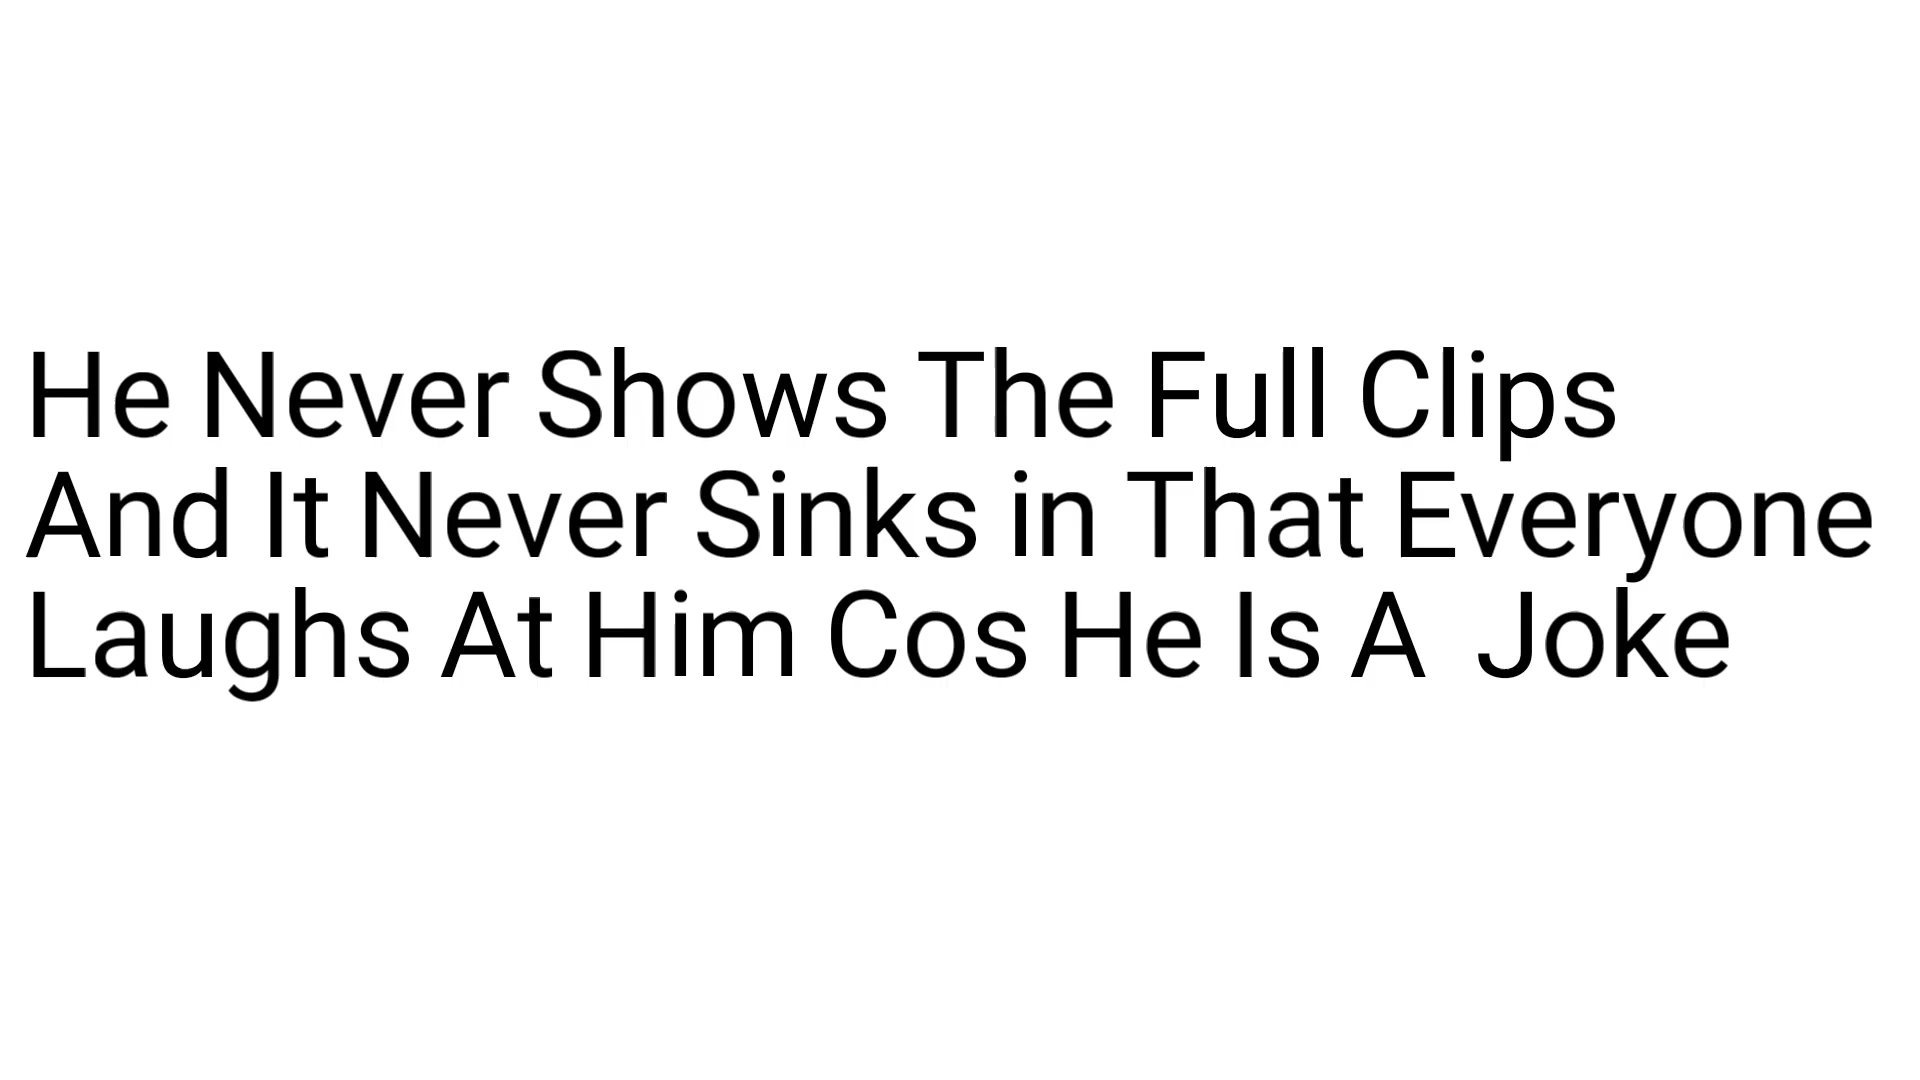 He Never Shows The Full Clips
And It Never Sinks in That Everyone
Laughs At Him Cos He Is A  Joke